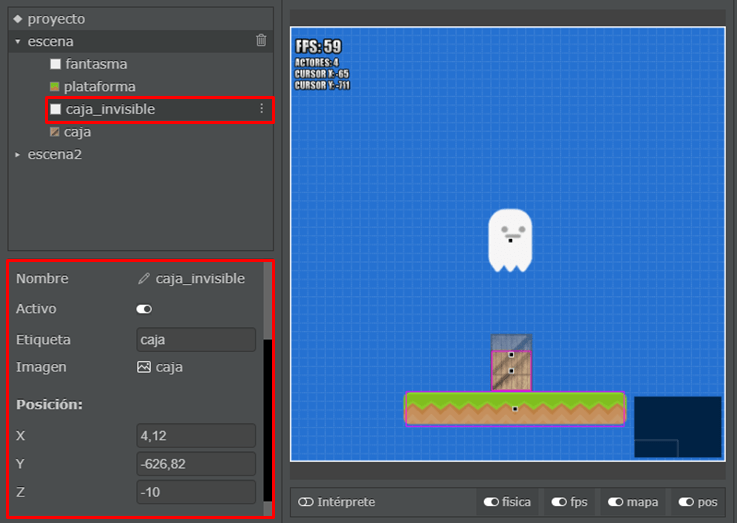 proyecto
escena
fantasma
plataforma
caja_invisible
caja
escena2
Nombre caja_invisible
Activo
Etiqueta caja
Imagen caja
Posición:
X 4,12
Y -626,82
Z -10
FPS: 59
ACTORES: 4
CURSOR X:-65
CURSOR Y:-711
Intérprete fisica fps mapa pos